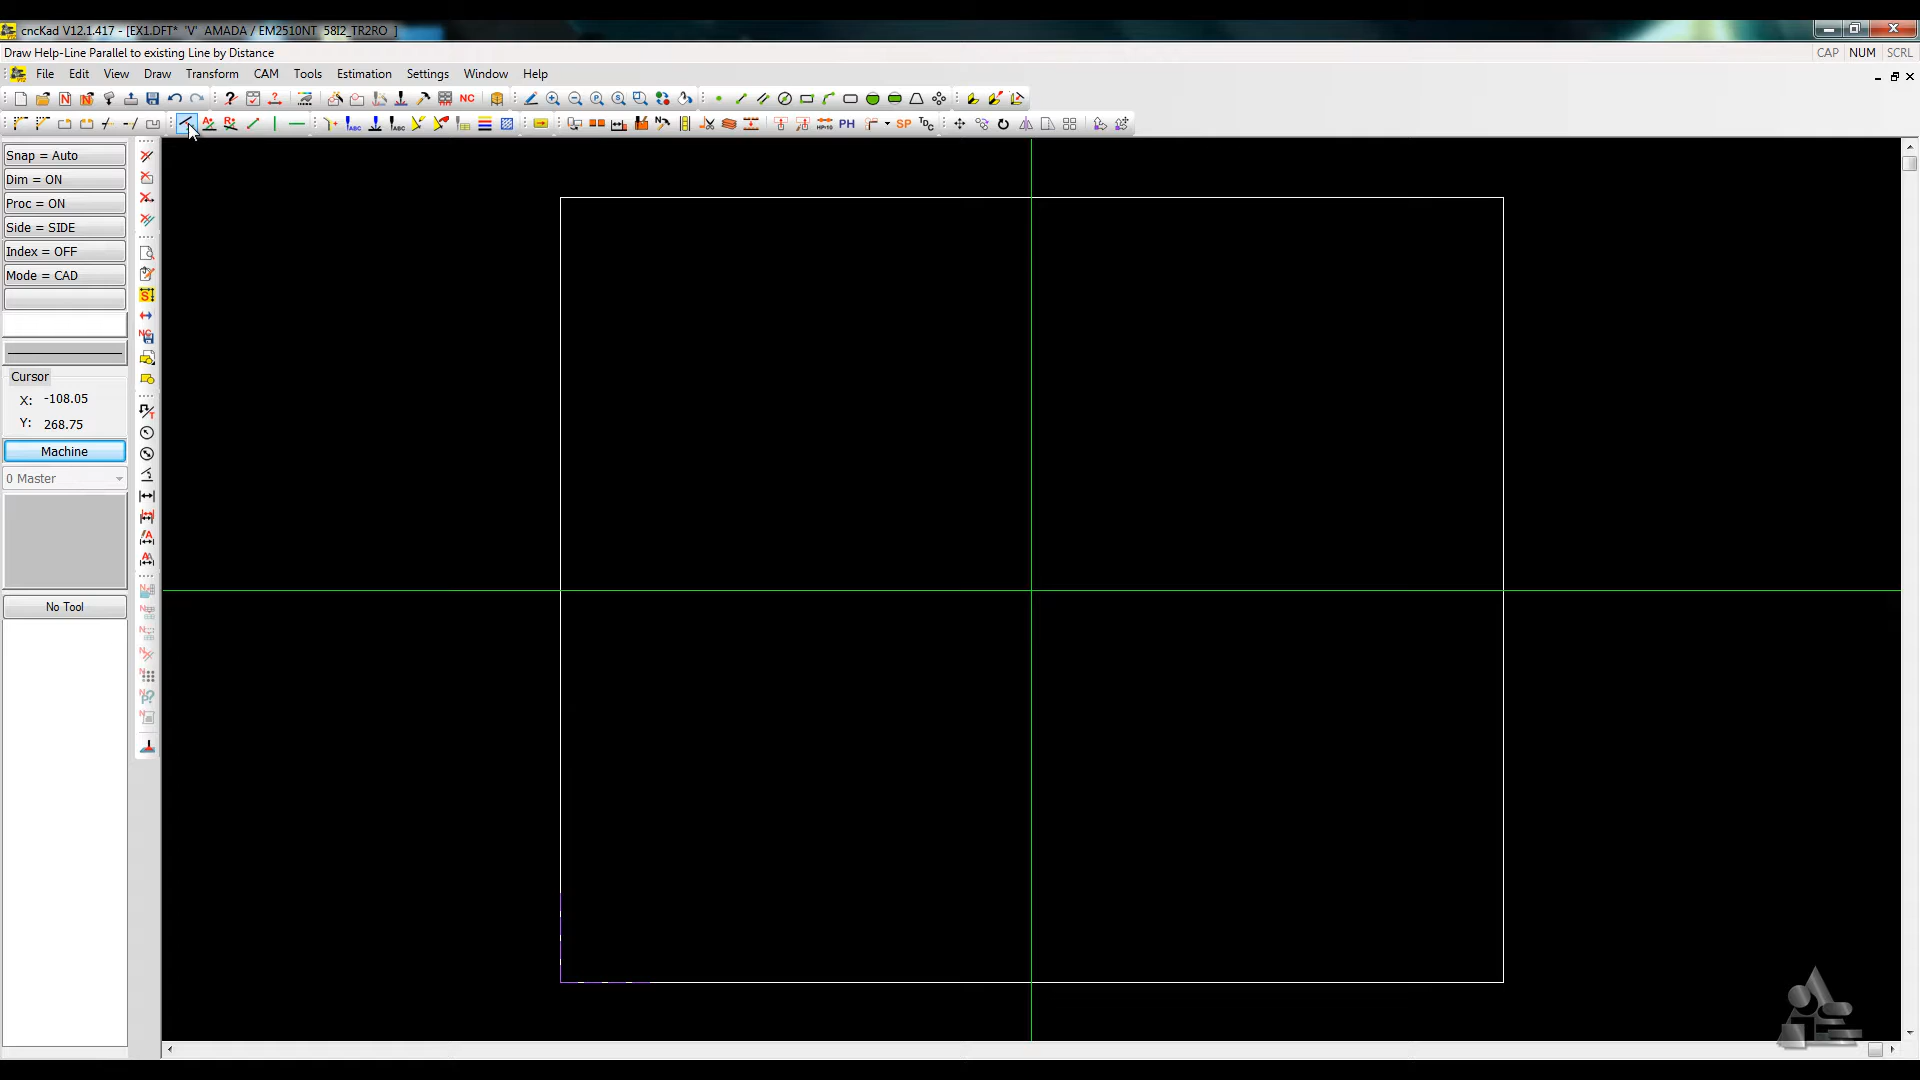 cncKad V12.1.417 - [EX1.DFT* 'V' AMADA / EM2510NT 58I2_TR2RO ]
Draw Help-Line Parallel to existing Line by Distance
CAP NUM SCRL
File Edit View Draw Transform CAM Tools Estimation Settings Window Help
NC
PH SP
Snap = Auto
Dim = ON
Proc = ON
Side = SIDE
Index = OFF
Mode = CAD
Cursor
X: -108.05
Y: 268.75
Machine
0 Master
No Tool